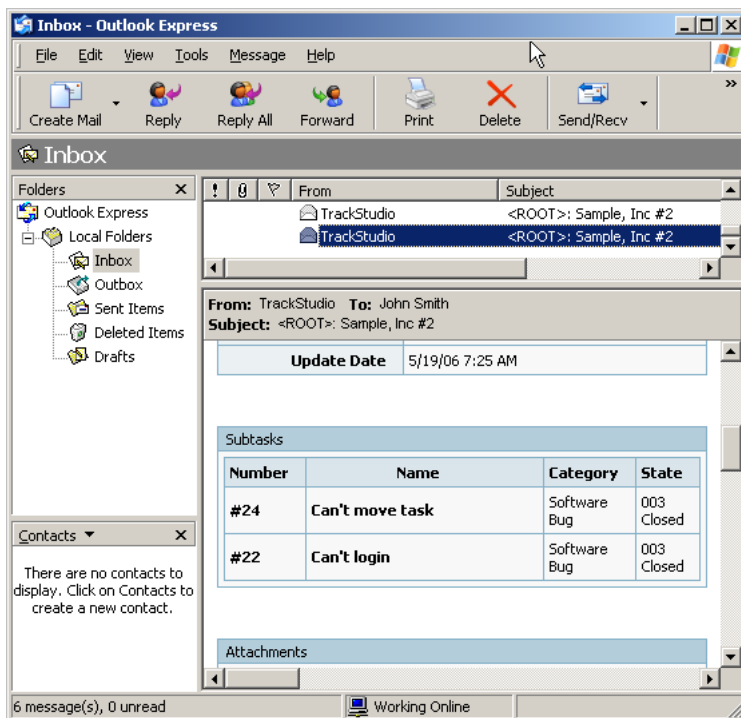 Inbox - Outlook Express
File Edit View Tools Message Help
»
Create Mail Reply Reply All Forward Print Delete Send/Recv
Inbox
Folders X
Outlook Express
Local Folders
Inbox
Outbox
Sent Items
Deleted Items
Drafts
! From Subject
TrackStudio <ROOT>: Sample, Inc #2
TrackStudio <ROOT>: Sample, Inc #2
From: TrackStudio To: John Smith
Subject: <ROOT>: Sample, Inc #2
Update Date 5/19/06 7:25 AM
Subtasks
Number Name Category State
#24 Can't move task Software Bug 003 Closed
#22 Can't login Software Bug 003 Closed
Attachments
Contacts X
There are no contacts to
display. Click on Contacts to
create a new contact.
6 message(s), 0 unread Working Online